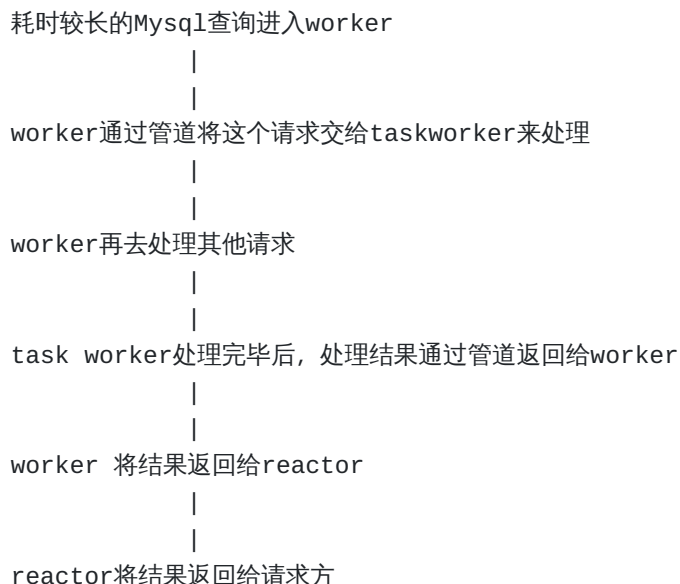 耗时较长的Mysql查询进入worker
|
|
worker通过管道将这个请求交给taskworker来处理
|
|
worker再去处理其他请求
|
|
task worker处理完毕后, 处理结果通过管道返回给worker
|
|
worker 将结果返回给reactor
|
|
reactor将结果返回给请求方